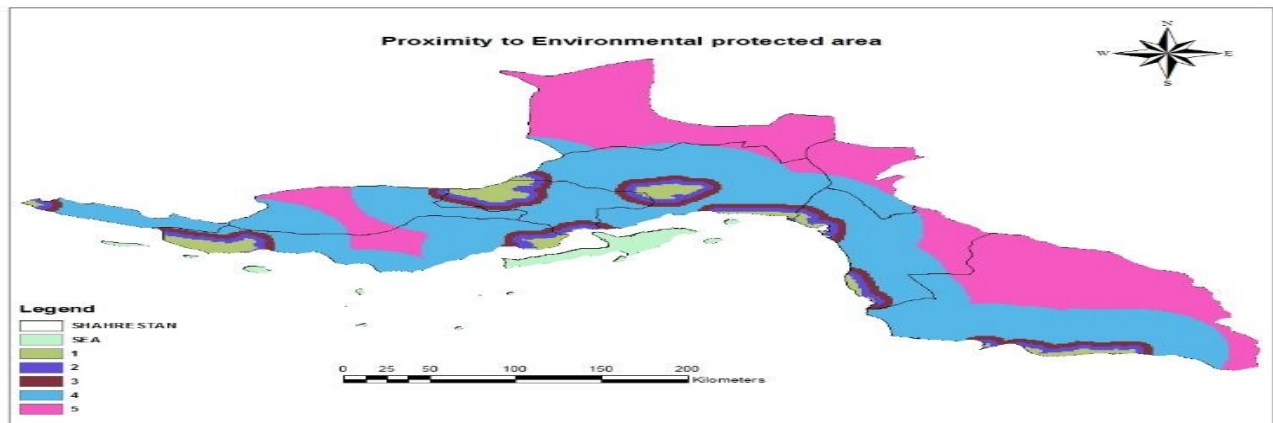 Proximity to Environmental protected area
N
W E
S
Legend
SHAHRESTAN
SEA
1
2
3
4
5
0 25 50 100 150 200
Kilometers